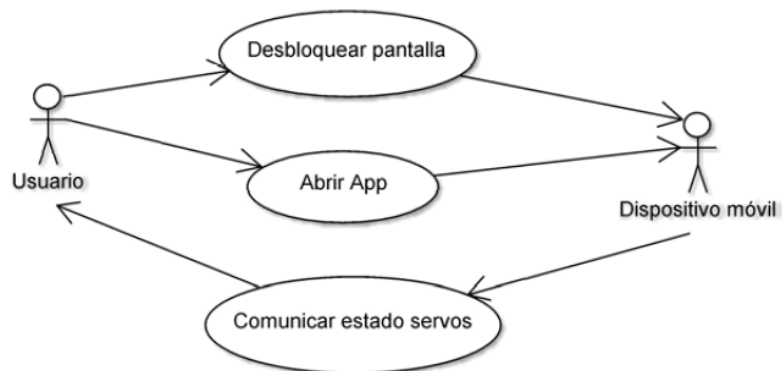 Desbloquear pantalla
Usuario
Abrir App
Dispositivo móvil
Comunicar estado servos